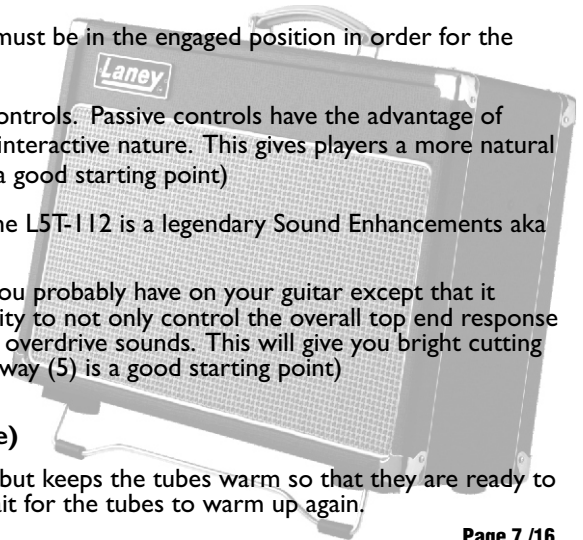 must be in the engaged position in order for the
Laney
ontrols. Passive controls have the advantage of
interactive nature. This gives players a more natural
a good starting point)
ne L5T-112 is a legendary Sound Enhancements aka
ou probably have on your guitar except that it
ity to not only control the overall top end response
overdrive sounds. This will give you bright cutting
way (5) is a good starting point)
e)
but keeps the tubes warm so that they are ready to
ait for the tubes to warm up again.
Page 7 /16